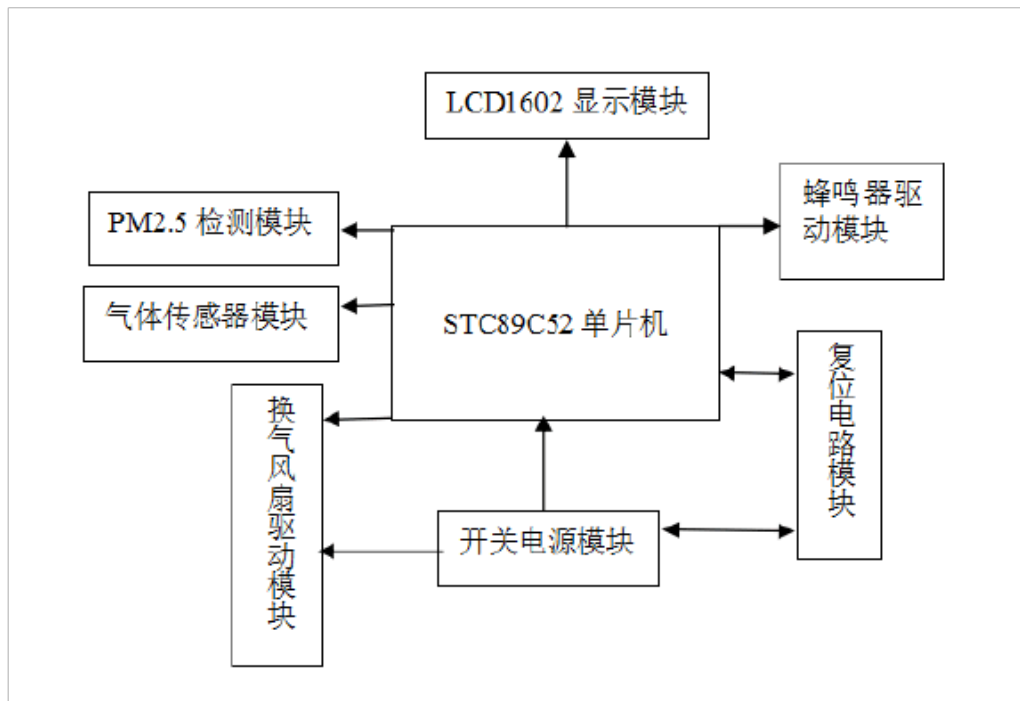 LCD1602 显示模块
蜂鸣器驱
动模块
PM2.5 检测模块
气体传感器模块
STC89C52 单片机
复位电路模块
换气风扇驱动模块
开关电源模块